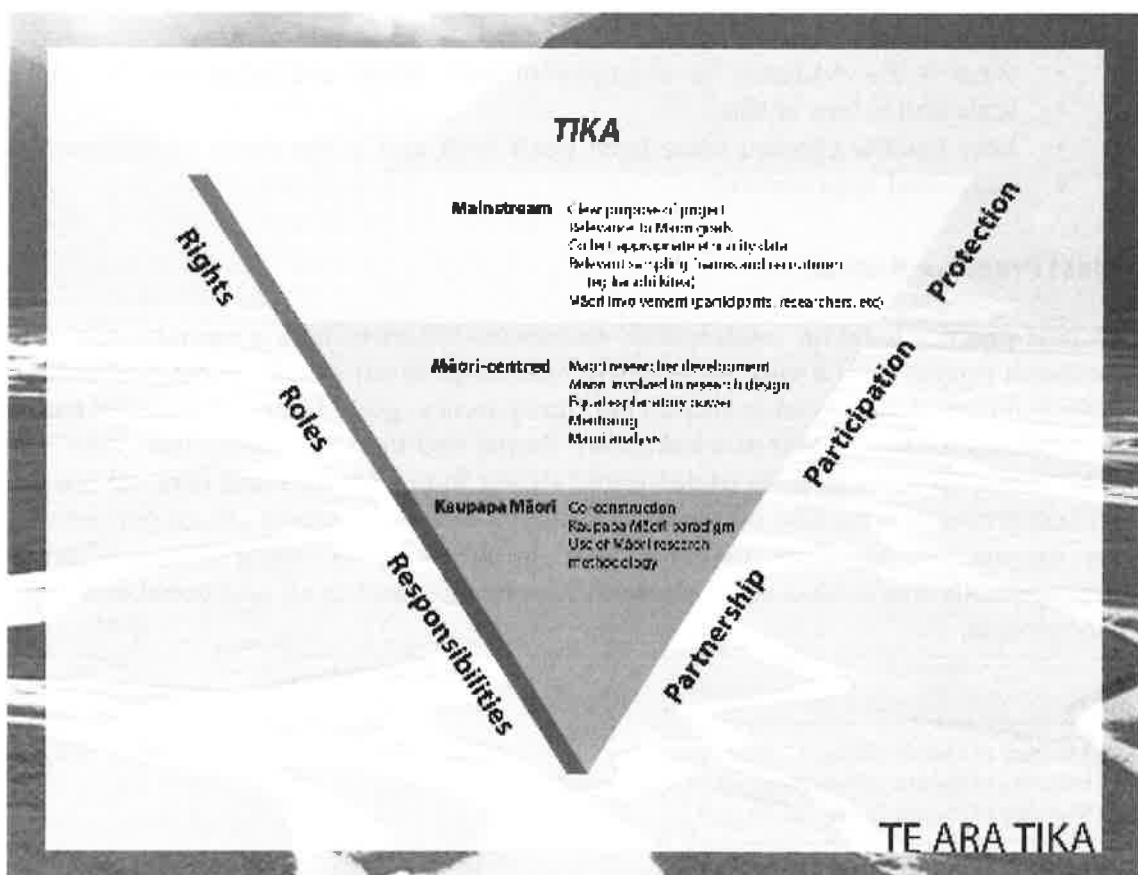 TIKA
Mainstream
Clear purpose of project
Relevance to Māori goals
Collect appropriate ethnicity data
Relevant sampling frames and recruitment
(eg. kanohi kitea)
Māori involvement (participants, researchers, etc)
Māori-centred
Māori researcher development
Māori involved in research design
Equal explanatory power
Mentoring
Māori analysis
Kaupapa Māori
Co-construction
Kaupapa Māori paradigm
Use of Māori research
methodology
Rights
Roles
Responsibilities
Protection
Participation
Partnership
TE ARA TIKA